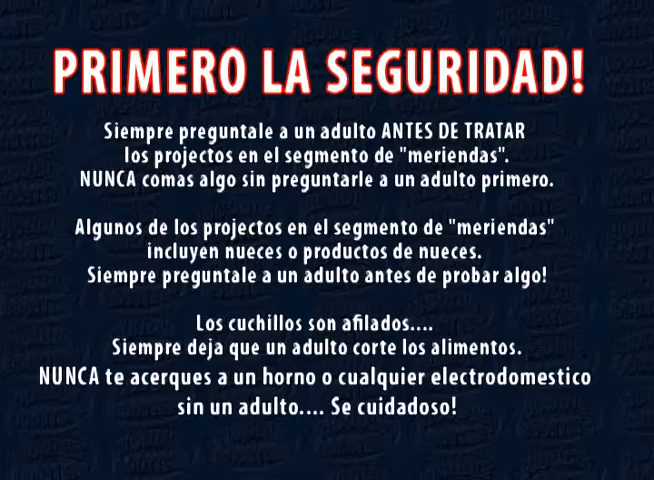 PRIMERO LA SEGURIDAD!
Siempre preguntale a un adulto ANTES DE TRATAR
los projectos en el segmento de "meriendas".
NUNCA comas algo sin preguntarle a un adulto primero.
Algunos de los projectos en el segmento de "meriendas"
incluyen nueces o productos de nueces.
Siempre preguntale a un adulto antes de probar algo!
Los cuchillos son afilados....
Siempre deja que un adulto corte los alimentos.
NUNCA te acerques a un horno o cualquier electrodomestico
sin un adulto.... Se cuidadoso!